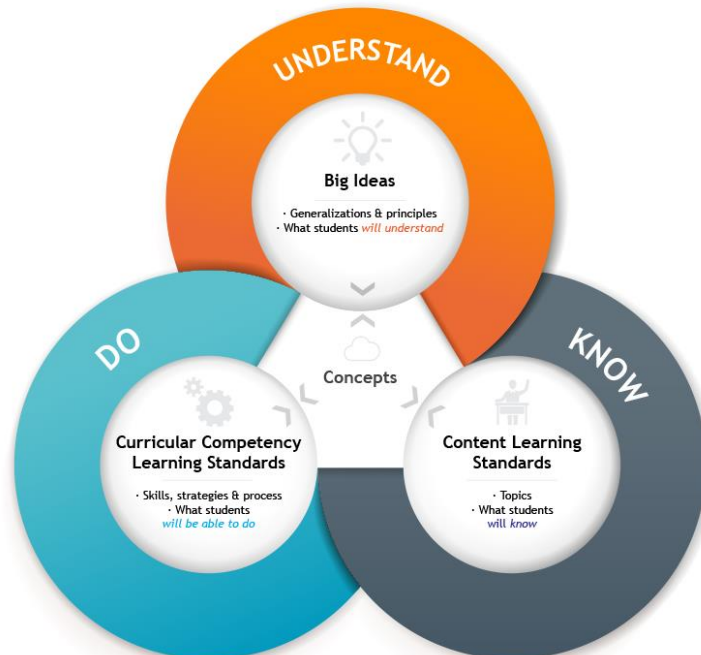 UNDERSTAND
Big Ideas
· Generalizations & principles
· What students will understand
DO
KNOW
Concepts
Curricular Competency
Learning Standards
· Skills, strategies & process
· What students
will be able to do
Content Learning
Standards
· Topics
· What students
will know